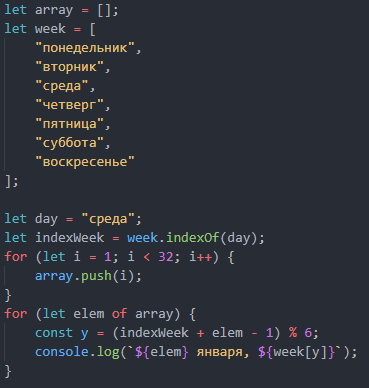 let array = [];
let week = [
    "понедельник",
    "вторник",
    "среда",
    "четверг",
    "пятница",
    "суббота",
    "воскресенье"
];

let day = "среда";
let indexWeek = week.indexOf(day);
for (let i = 1; i < 32; i++) {
    array.push(i);
}
for (let elem of array) {
    const y = (indexWeek + elem - 1) % 6;
    console.log(`${elem} января, ${week[y]}`);
}